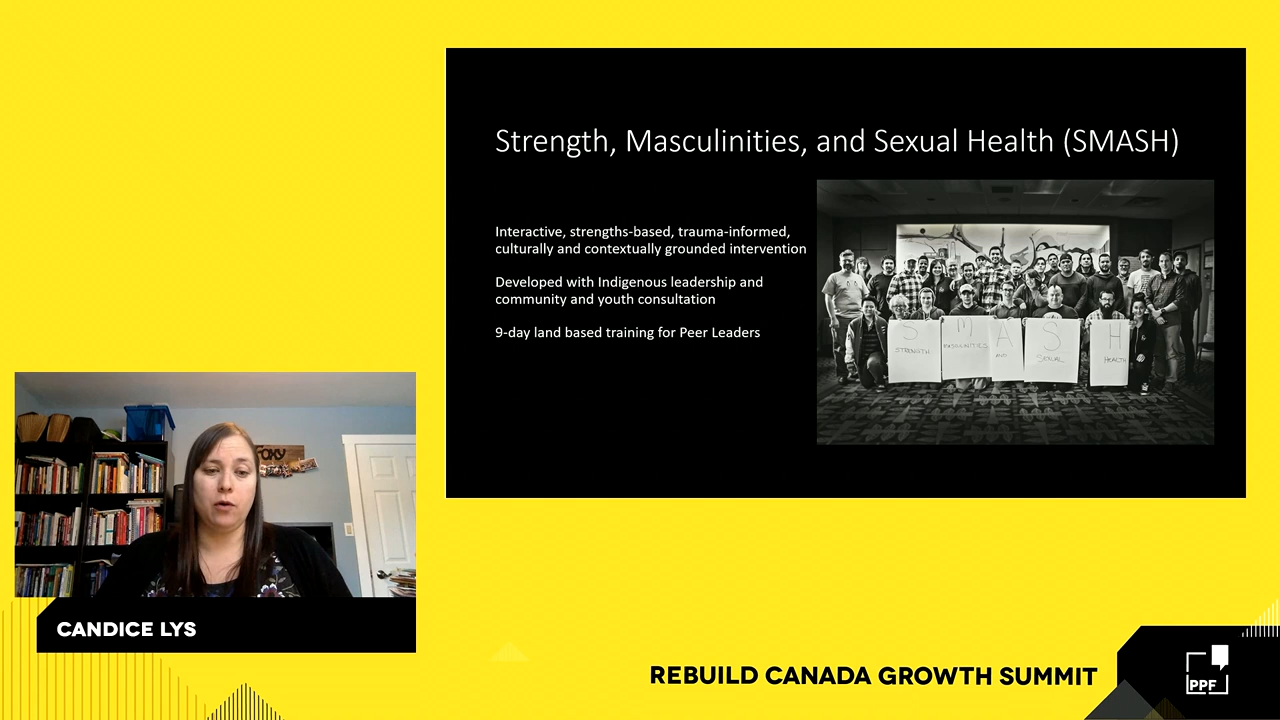 Strength, Masculinities, and Sexual Health (SMASH)
Interactive, strengths-based, trauma-informed,
culturally and contextually grounded intervention
Developed with Indigenous leadership and
community and youth consultation
9-day land based training for Peer Leaders
S M A S H
STRENGTH MASCULINITIES AND SEXUAL HEALTH
FOXY
CANDICE LYS
REBUILD CANADA GROWTH SUMMIT
PPF